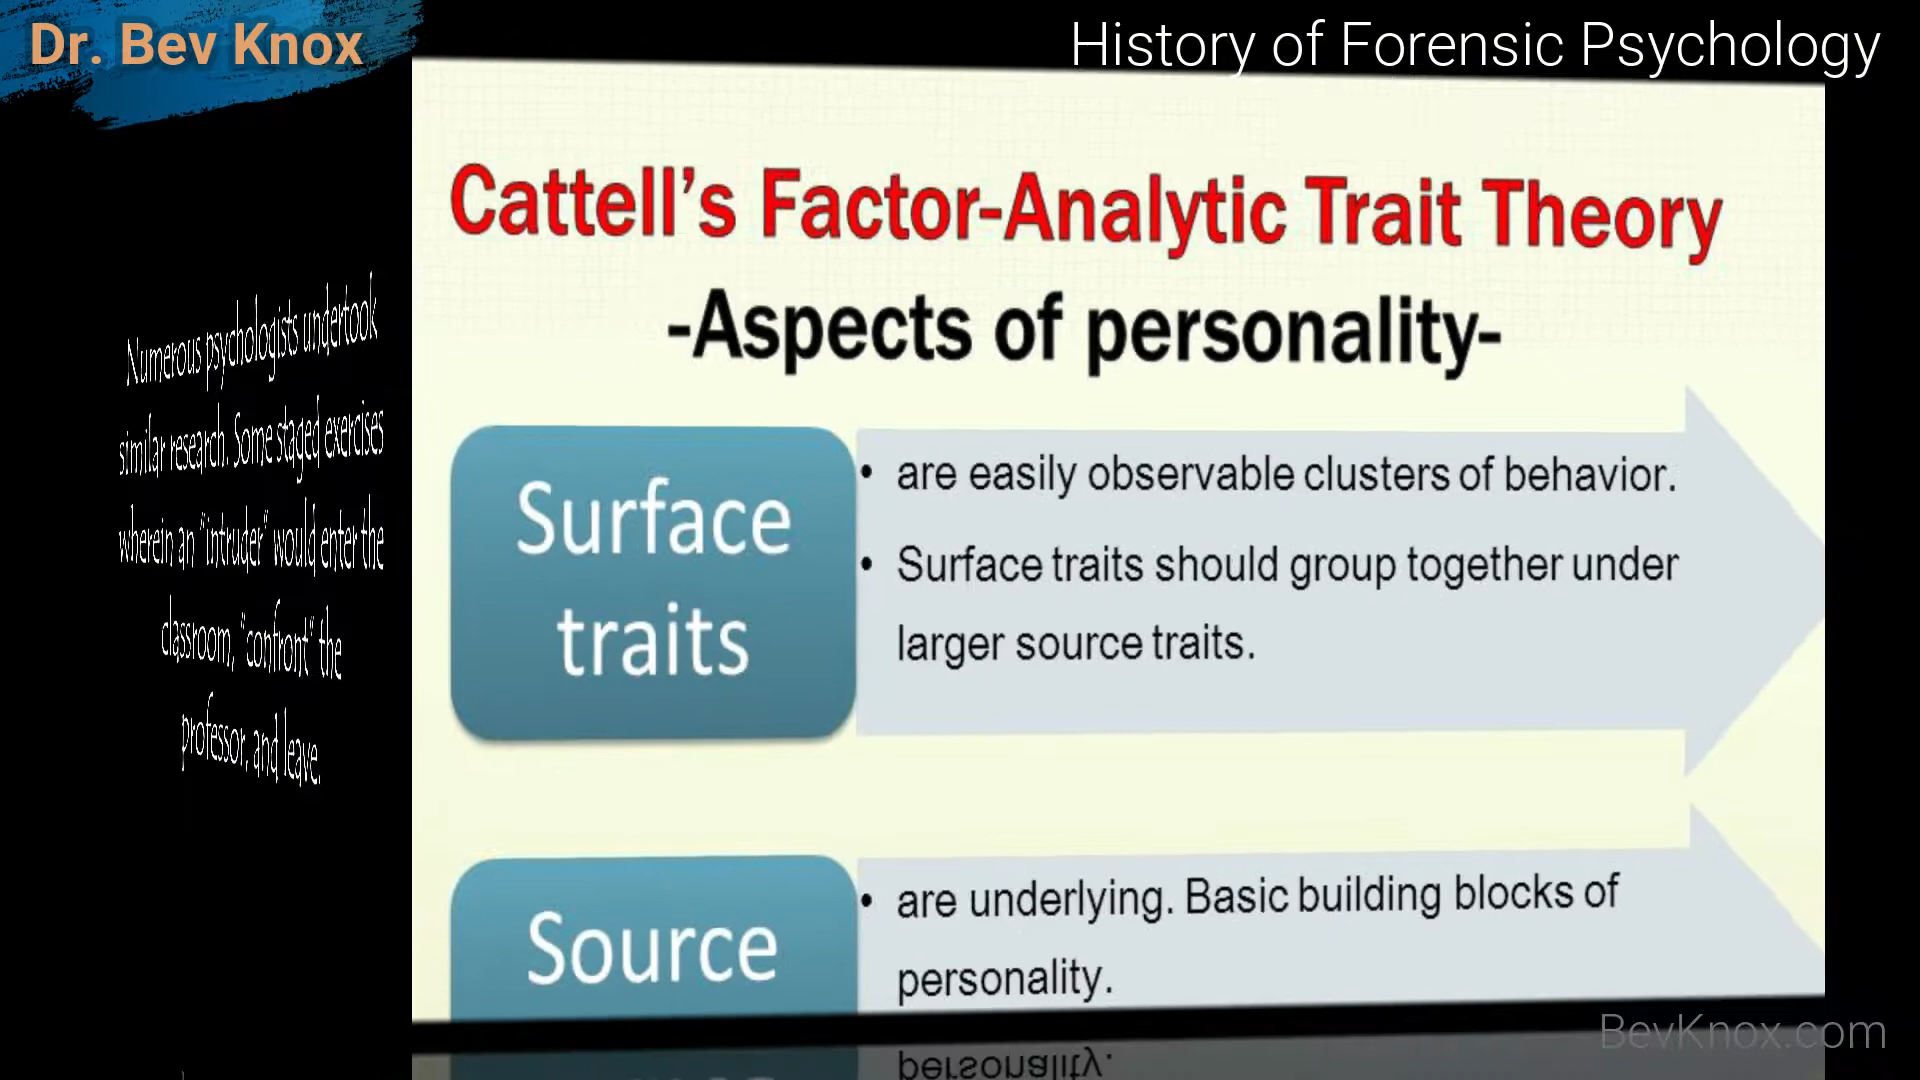 Dr. Bev Knox
History of Forensic Psychology
Numerous psychologists undertook
similar research. Some staged exercises
wherein an "intruder" would enter the
classroom, "confront" the
professor, and leave.
Cattell's Factor-Analytic Trait Theory
-Aspects of personality-
Surface
traits
• are easily observable clusters of behavior.
• Surface traits should group together under
larger source traits.
Source
• are underlying. Basic building blocks of
personality.
BevKnox.com
personality.